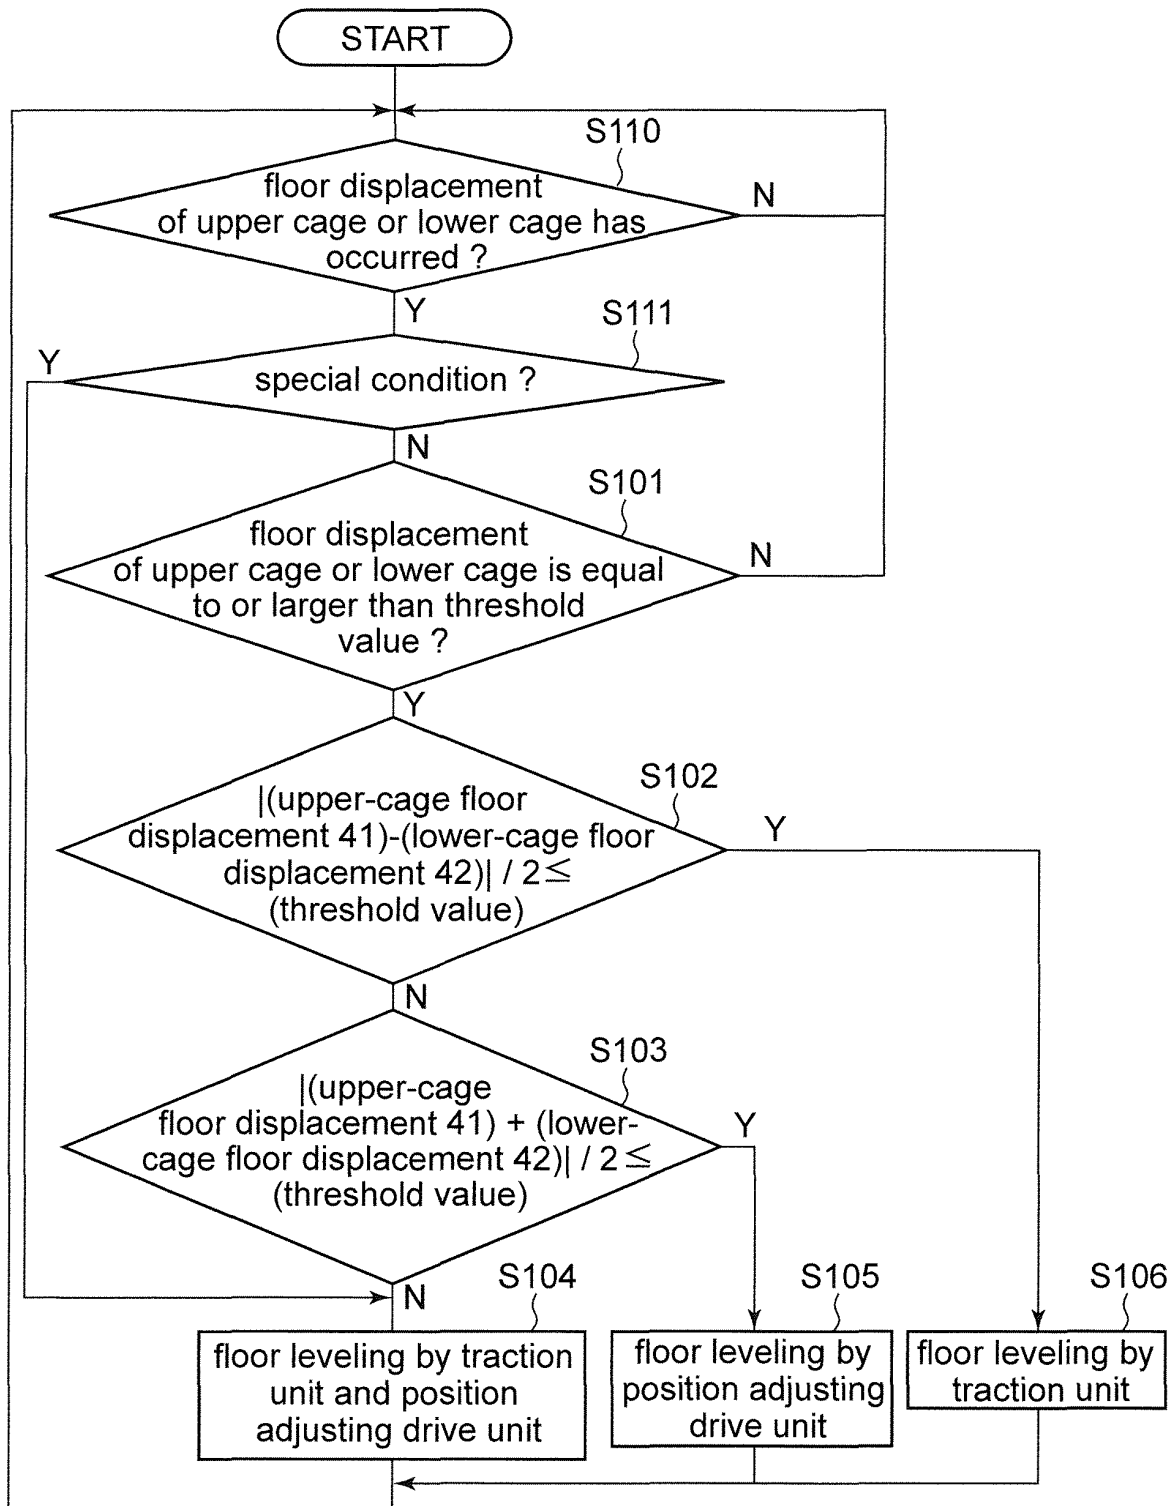 START
S110
floor displacement
of upper cage or lower cage has
occurred ?
N
Y
S111
Y
special condition ?
N
S101
floor displacement
of upper cage or lower cage is equal
to or larger than threshold
value ?
N
Y
S102
|(upper-cage floor
displacement 41)-(lower-cage floor
displacement 42)| / 2≤
(threshold value)
Y
N
S103
|(upper-cage
floor displacement 41) + (lower-
cage floor displacement 42)| / 2≤
(threshold value)
Y
N
S104
floor leveling by traction
unit and position
adjusting drive unit
S105
floor leveling by
position adjusting
drive unit
S106
floor leveling by
traction unit